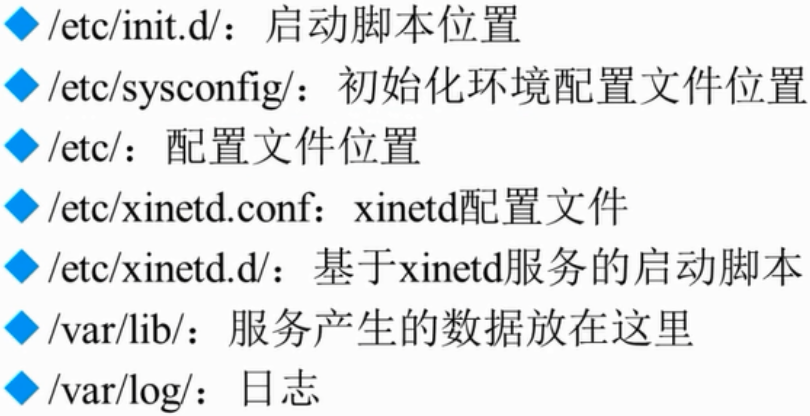 /etc/init.d/：启动脚本位置
/etc/sysconfig/：初始化环境配置文件位置
/etc/：配置文件位置
/etc/xinetd.conf：xinetd配置文件
/etc/xinetd.d/：基于xinetd服务的启动脚本
/var/lib/：服务产生的数据放在这里
/var/log/：日志